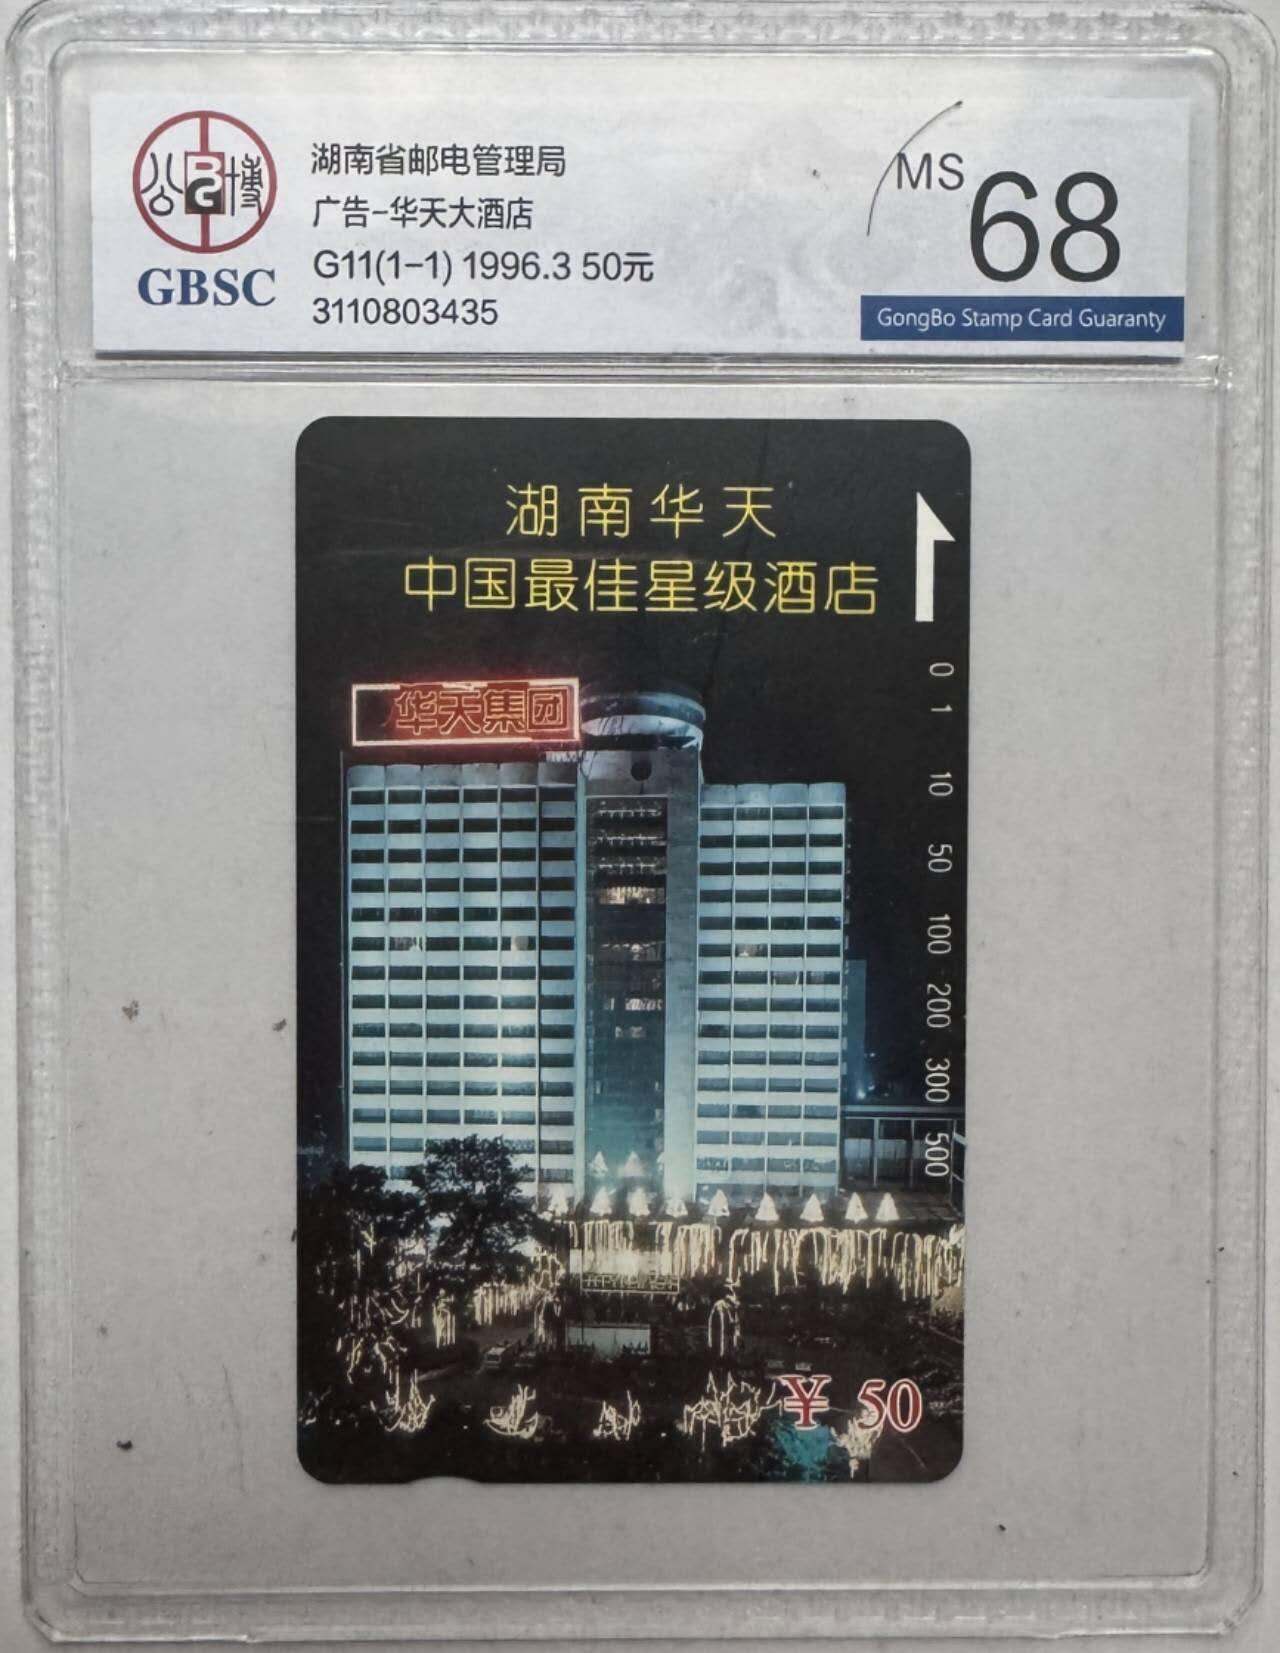 公博
BG
GBSC
湖南省邮电管理局
广告-华天大酒店
G11(1-1) 1996.3 50元
3110803435
MS 68
GongBo Stamp Card Guaranty
湖南华天
中国最佳星级酒店
华天集团
0
1
10
50
100
200
300
500
¥ 50